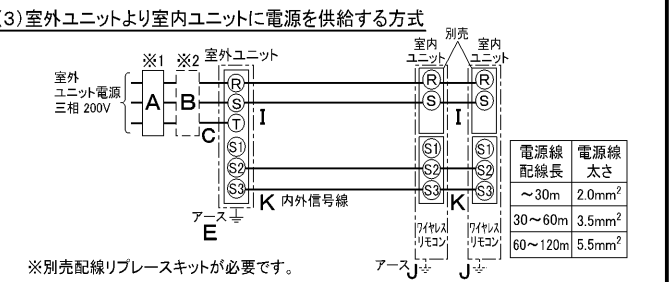 (3)室外ユニットより室内ユニットに電源を供給する方式
別売
※1 ※2 室外ユニット
室内ユニット
室内ユニット
室外
ユニット電源
三相 200V
A
B
C
R
S
T
S1
S2
S3
I
R
S
S1
S2
S3
I
R
S
S1
S2
S3
K 内外信号線
K
アース
E
ワイヤレス
リモコン
ワイヤレス
リモコン
アース
J
J
電源線配線長 電源線太さ
～30m 2.0mm²
30～60m 3.5mm²
60～120m 5.5mm²
※別売配線リプレースキットが必要です。